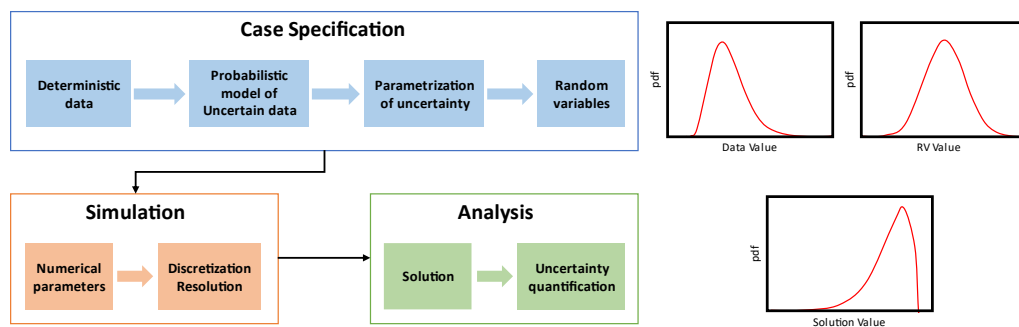 Case Specification
Deterministic
data
Probabilistic
model of
Uncertain data
Parametrization
of uncertainty
Random
variables
pdf
Data Value
pdf
RV Value
Simulation
Numerical
parameters
Discretization
Resolution
Analysis
Solution
Uncertainty
quantification
pdf
Solution Value